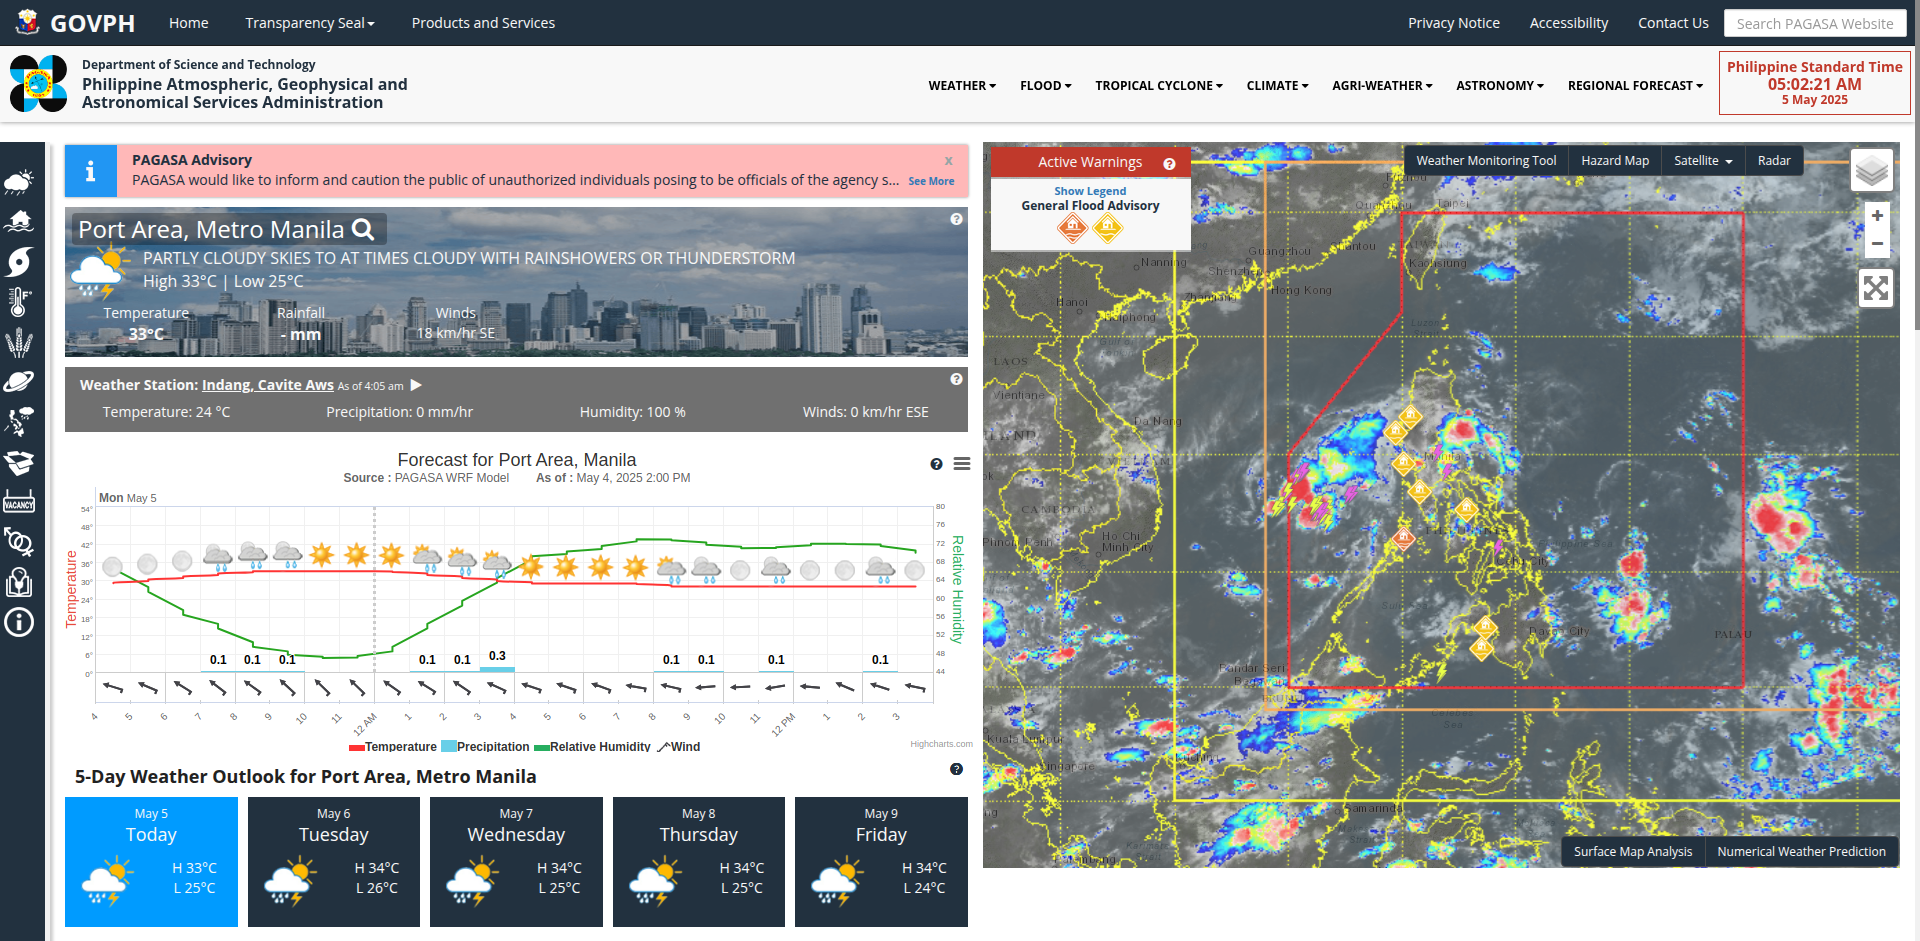 GOVPH
Home
Transparency Seal
Products and Services
Privacy Notice
Accessibility
Contact Us
Search PAGASA Website
Department of Science and Technology
Philippine Atmospheric, Geophysical and
Astronomical Services Administration
WEATHER
FLOOD
TROPICAL CYCLONE
CLIMATE
AGRI-WEATHER
ASTRONOMY
REGIONAL FORECAST
Philippine Standard Time
05:02:21 AM
5 May 2025
VACANCY
PAGASA Advisory
x
PAGASA would like to inform and caution the public of unauthorized individuals posing to be officials of the agency s... See More
Port Area, Metro Manila
PARTLY CLOUDY SKIES TO AT TIMES CLOUDY WITH RAINSHOWERS OR THUNDERSTORM
High 33°C | Low 25°C
Temperature Rainfall Winds
33°C - mm 18 km/hr SE
Weather Station: Indang, Cavite Aws As of 4:05 am
Temperature: 24 °C Precipitation: 0 mm/hr Humidity: 100 % Winds: 0 km/hr ESE
Forecast for Port Area, Manila
Source : PAGASA WRF Model As of : May 4, 2025 2:00 PM
Mon May 5
54°
48°
42°
36°
30°
24°
18°
12°
6°
0°
Temperature
80
76
72
68
64
60
56
52
48
44
Relative Humidity
0.1 0.1 0.1 0.1 0.1 0.3 0.1 0.1 0.1 0.1
4 5 6 7 8 9 10 11 12 AM 1 2 3 4 5 6 7 8 9 10 11 12 PM 1 2 3
Temperature Precipitation Relative Humidity Wind
Highcharts.com
5-Day Weather Outlook for Port Area, Metro Manila
May 5
Today
H 33°C
L 25°C
May 6
Tuesday
H 34°C
L 26°C
May 7
Wednesday
H 34°C
L 25°C
May 8
Thursday
H 34°C
L 25°C
May 9
Friday
H 34°C
L 24°C
Active Warnings
Show Legend
General Flood Advisory
Weather Monitoring Tool
Hazard Map
Satellite
Radar
+
−
Taipei
Guangzhou
Shantou
Nanning
Shenzhen
Kaohsiung
Hong Kong
Hanoi
Haiphong
Luzon
LAOS
Vientiane
Da Nang
Manila
CAMBODIA
Ho Chi
Minh City
Davao City
PALAU
Bandar Seri
Celebes
Sea
Kuala Lumpur
Singapore
Samarinda
Surface Map Analysis
Numerical Weather Prediction